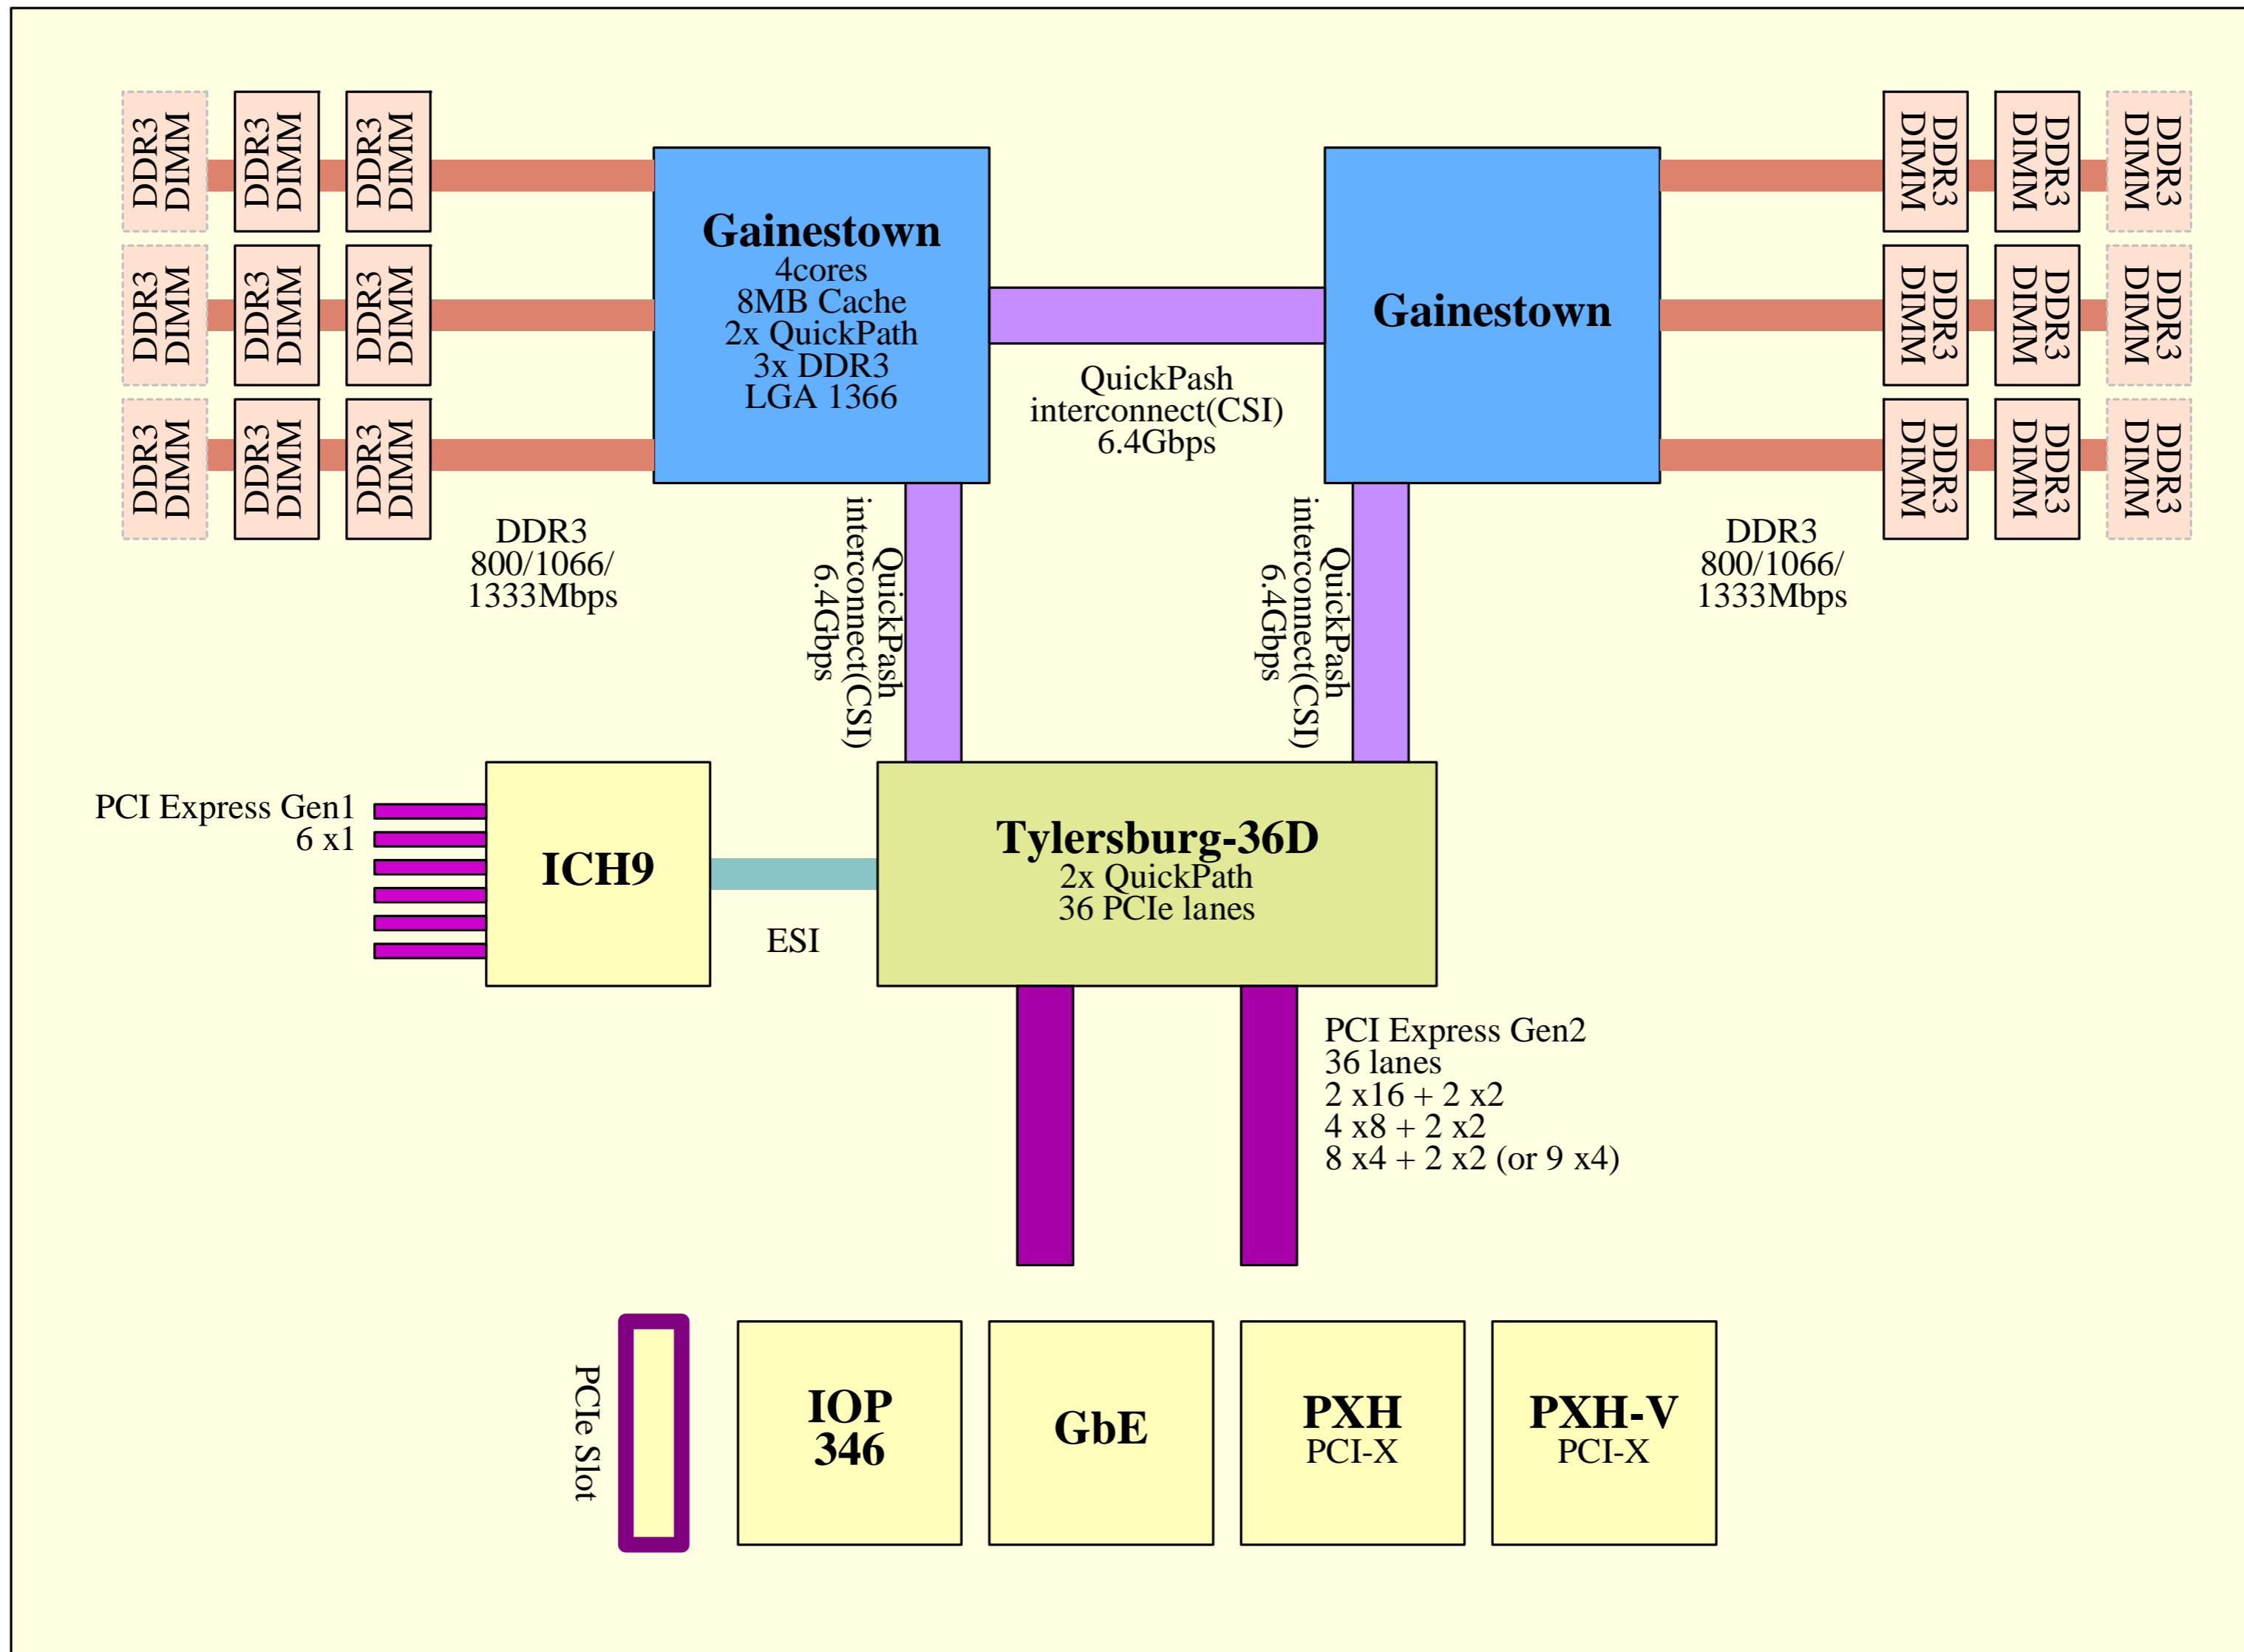 DDR3
DIMM
DDR3
DIMM
DDR3
DIMM
DDR3
DIMM
DDR3
DIMM
DDR3
DIMM
DDR3
DIMM
DDR3
DIMM
DDR3
DIMM
DDR3
800/1066/
1333Mbps
Gainestown
4cores
8MB Cache
2x QuickPath
3x DDR3
LGA 1366
QuickPash
interconnect(CSI)
6.4Gbps
Gainestown
DDR3
DIMM
DDR3
DIMM
DDR3
DIMM
DDR3
DIMM
DDR3
DIMM
DDR3
DIMM
DDR3
DIMM
DDR3
DIMM
DDR3
DIMM
DDR3
800/1066/
1333Mbps
QuickPash
interconnect(CSI)
6.4Gbps
QuickPash
interconnect(CSI)
6.4Gbps
PCI Express Gen1
6 x1
ICH9
ESI
Tylersburg-36D
2x QuickPath
36 PCIe lanes
PCI Express Gen2
36 lanes
2 x16 + 2 x2
4 x8 + 2 x2
8 x4 + 2 x2 (or 9 x4)
PCIe Slot
IOP
346
GbE
PXH
PCI-X
PXH-V
PCI-X